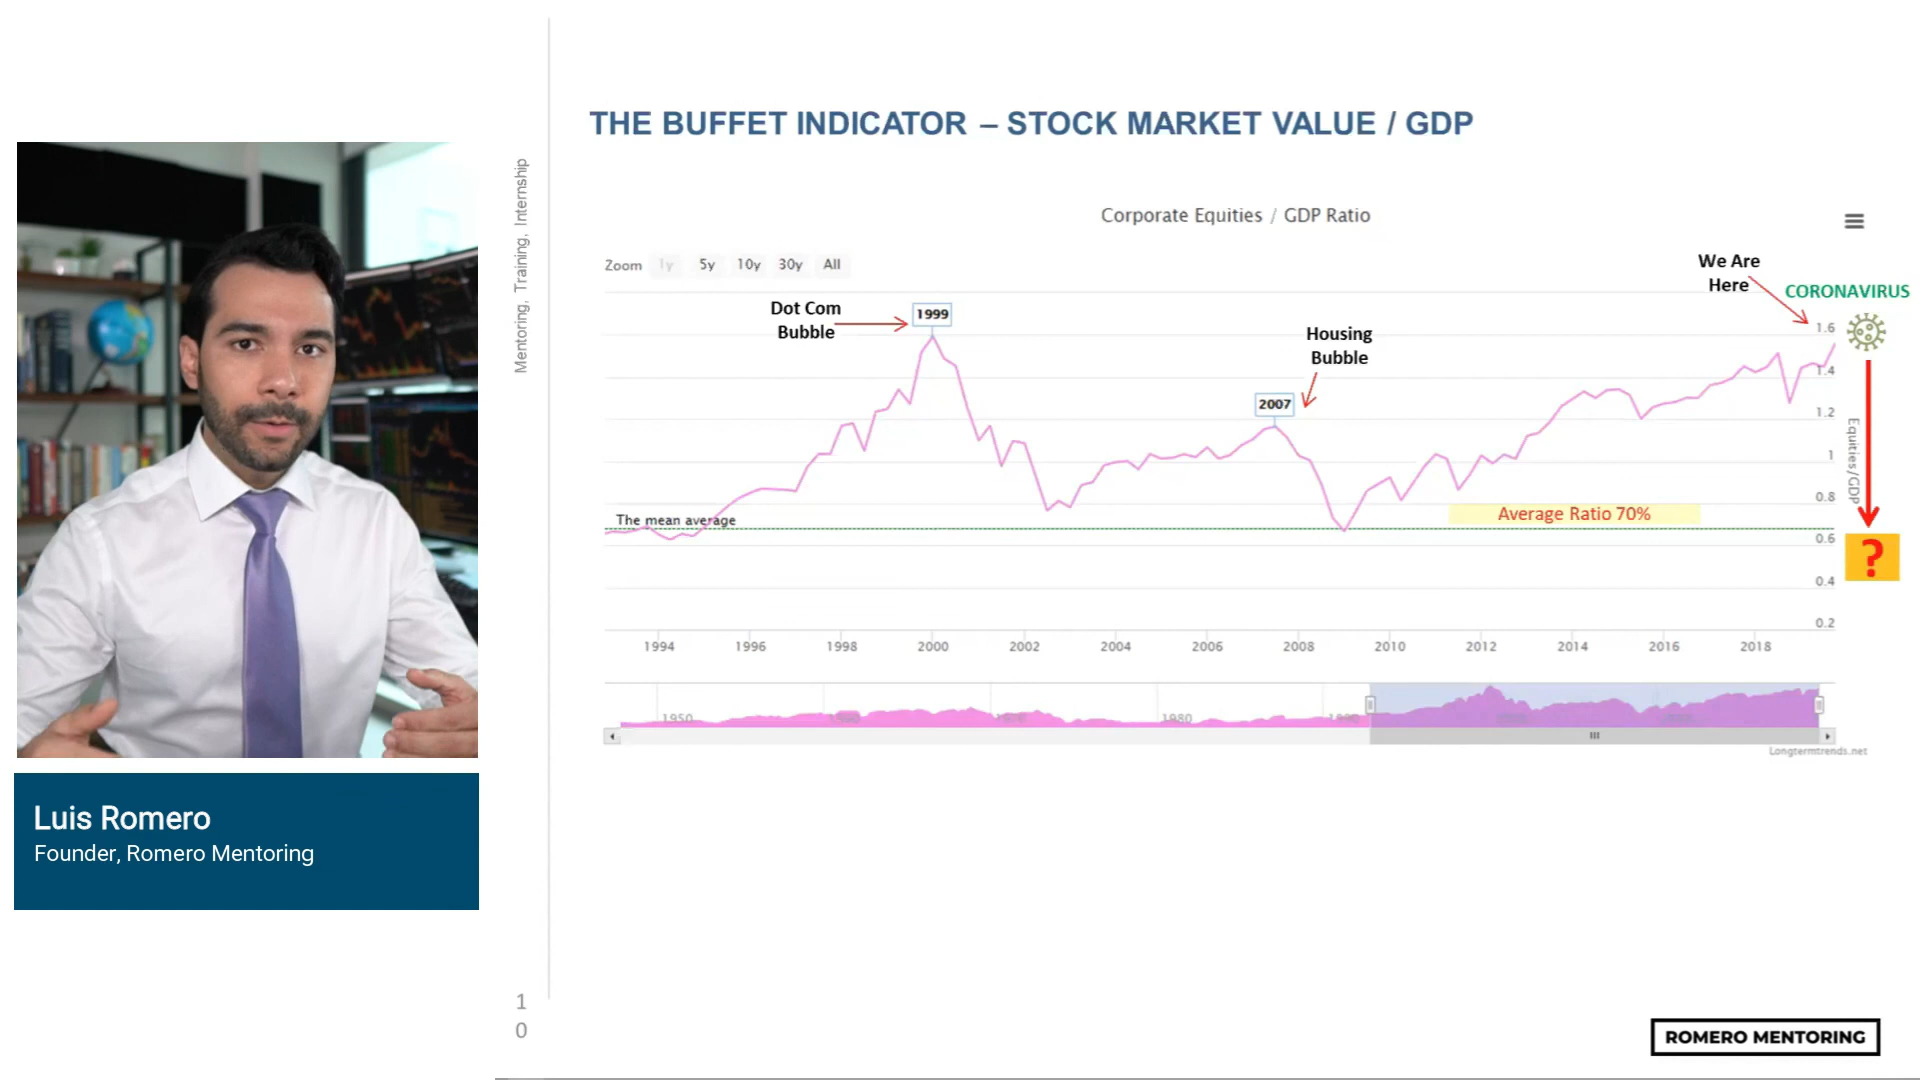 THE BUFFET INDICATOR – STOCK MARKET VALUE / GDP
Mentoring, Training, Internship
Corporate Equities / GDP Ratio
Zoom 1y 5y 10y 30y All
We Are
Here
CORONAVIRUS
Dot Com
Bubble
1999
Housing
Bubble
2007
1.6
1.4
1.2
1
0.8
0.6
0.4
0.2
Equities/GDP
The mean average
Average Ratio 70%
?
1994 1996 1998 2000 2002 2004 2006 2008 2010 2012 2014 2016 2018
1950 1980
Longtermtrends.net
Luis Romero
Founder, Romero Mentoring
1
0
ROMERO MENTORING